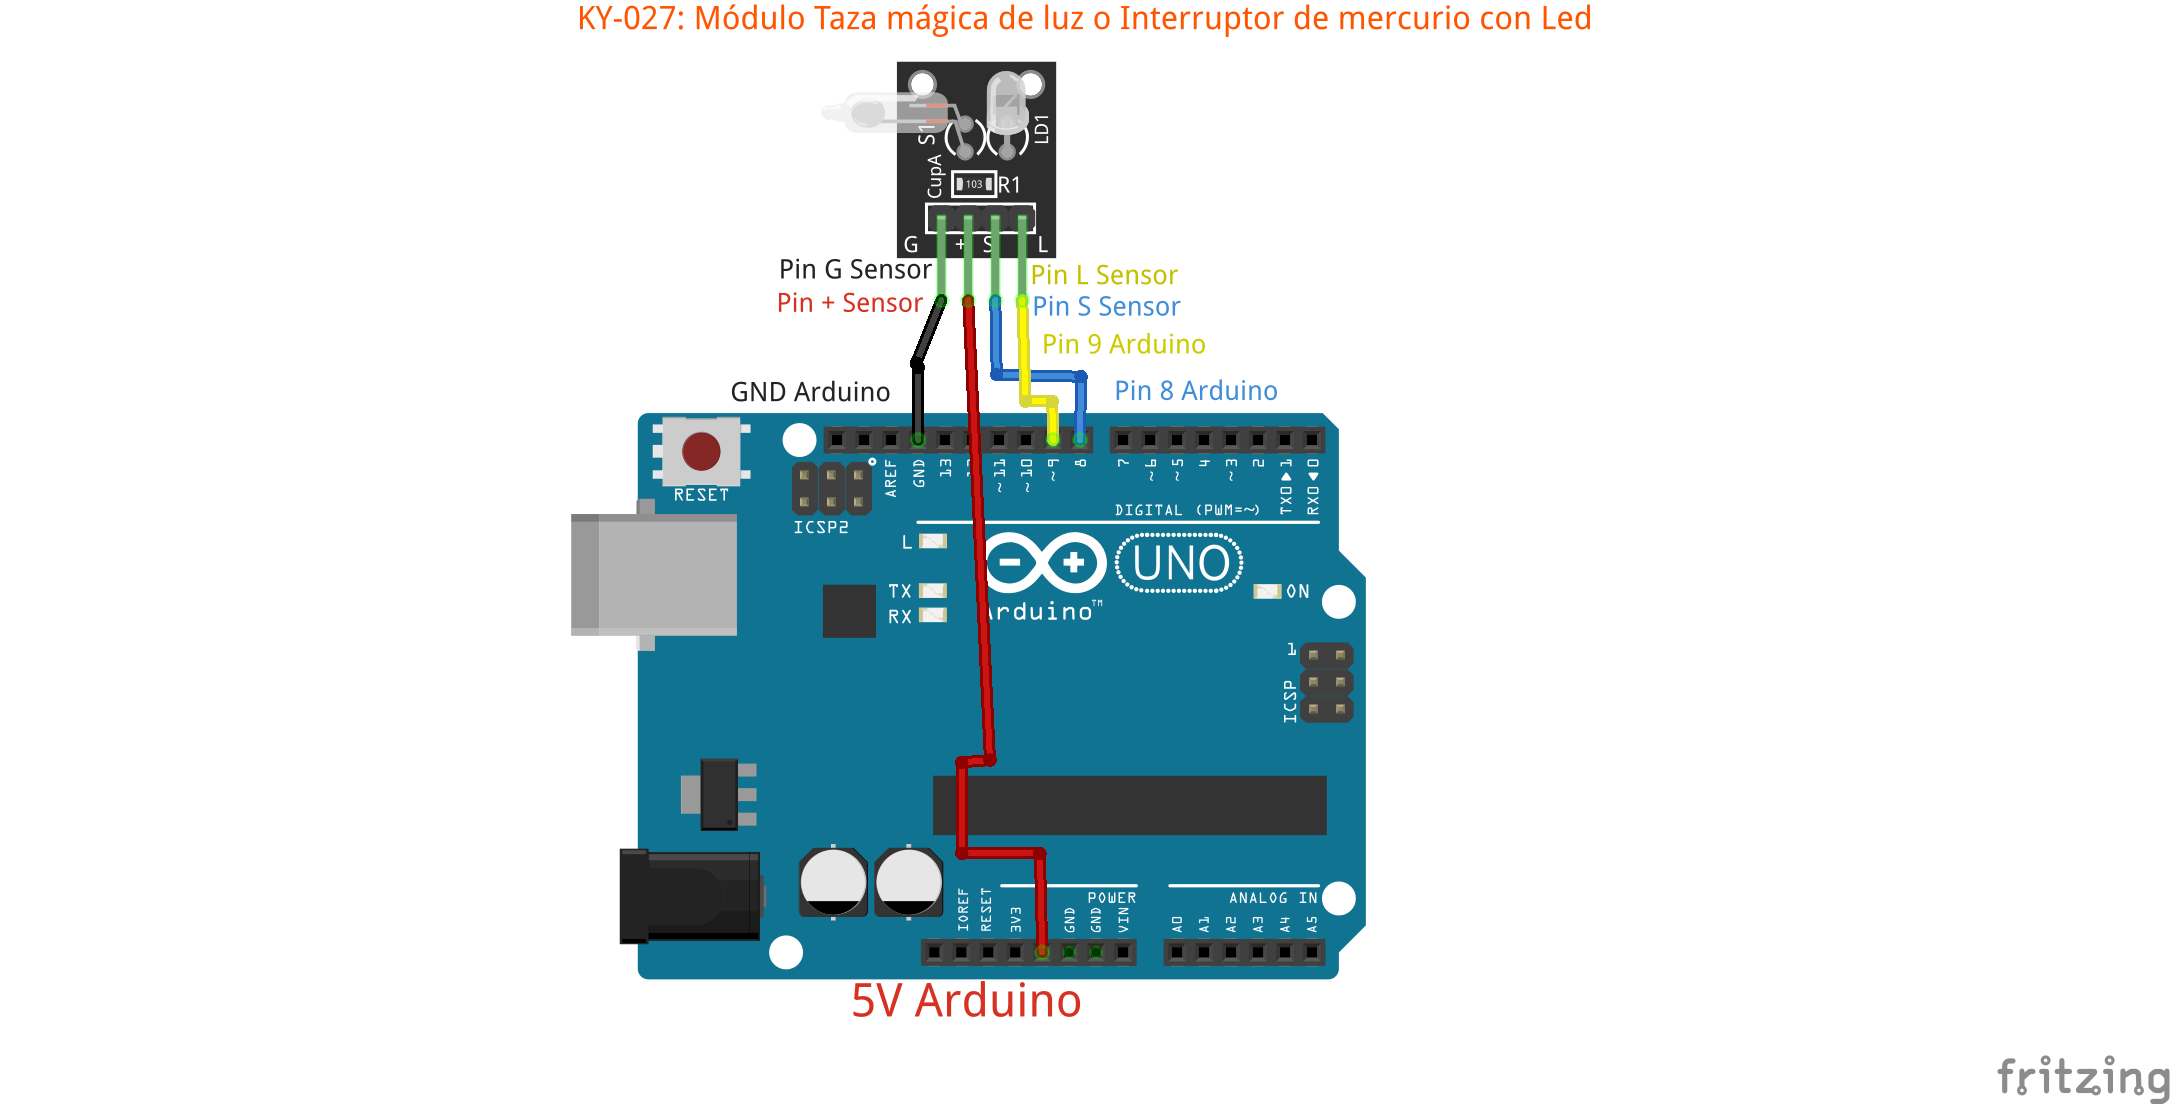 KY-027: Módulo Taza mágica de luz o Interruptor de mercurio con Led
S1
LD1
CupA
103
R1
G
+
S
L
Pin G Sensor
Pin L Sensor
Pin + Sensor
Pin S Sensor
Pin 9 Arduino
GND Arduino
Pin 8 Arduino
RESET
ICSP2
AREF
GND
13
~11
~10
~9
8
7
~6
~5
4
~3
2
TX0▶1
RX0◀0
DIGITAL (PWM=~)
L
TX
RX
UNO
Arduino™
ON
1
ICSP
IOREF
RESET
3V3
GND
GND
VIN
POWER
ANALOG IN
A0
A1
A2
A3
A4
A5
5V Arduino
fritzing